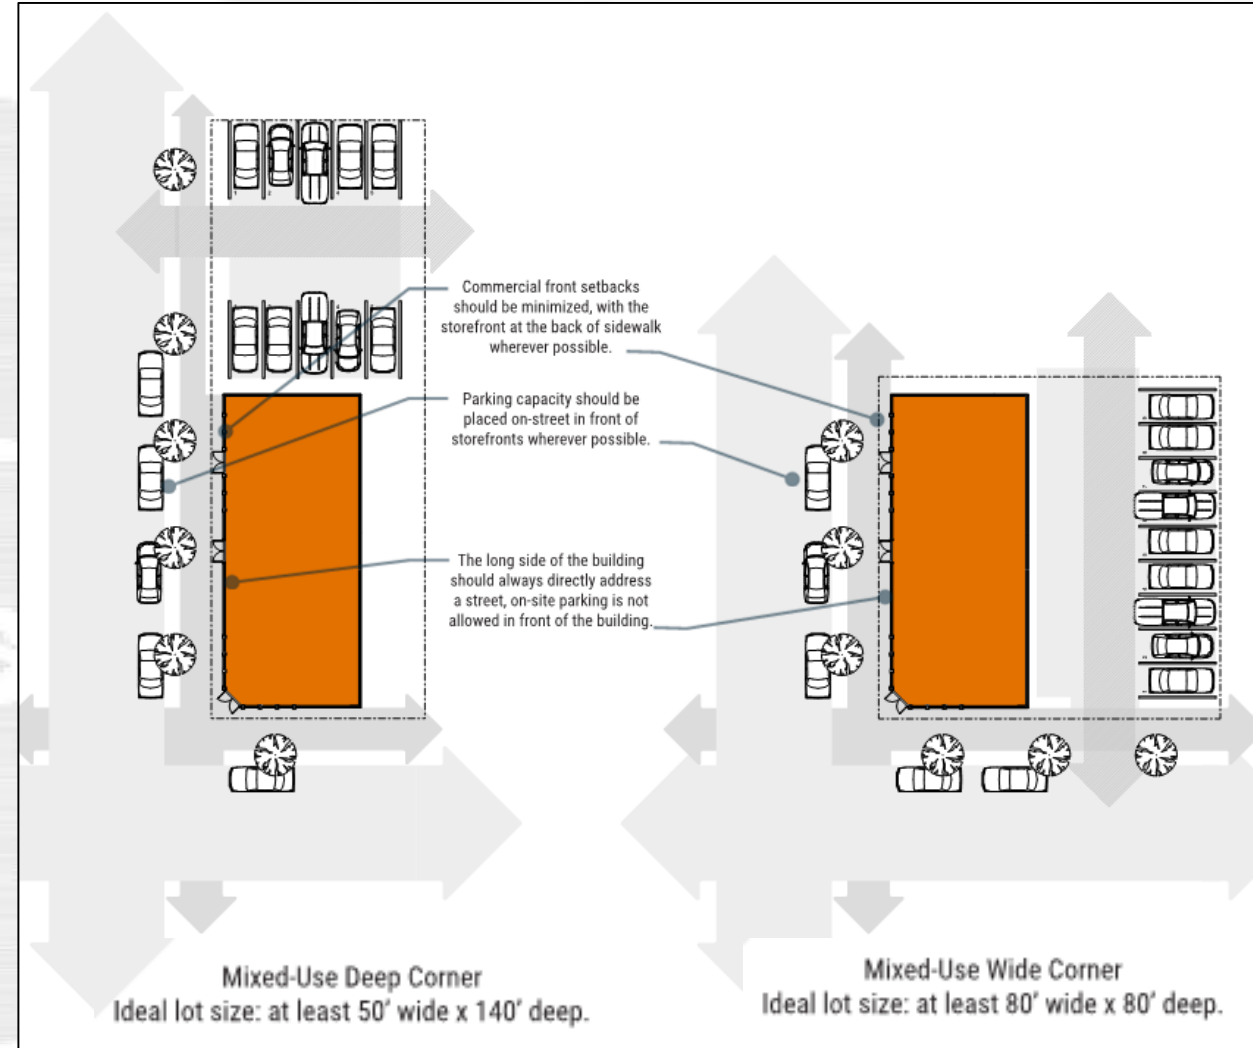 Commercial front setbacks
should be minimized, with the
storefront at the back of sidewalk
wherever possible.
Parking capacity should be
placed on-street in front of
storefronts wherever possible.
The long side of the building
should always directly address
a street, on-site parking is not
allowed in front of the building.
Mixed-Use Deep Corner
Ideal lot size: at least 50’ wide x 140’ deep.
Mixed-Use Wide Corner
Ideal lot size: at least 80’ wide x 80’ deep.